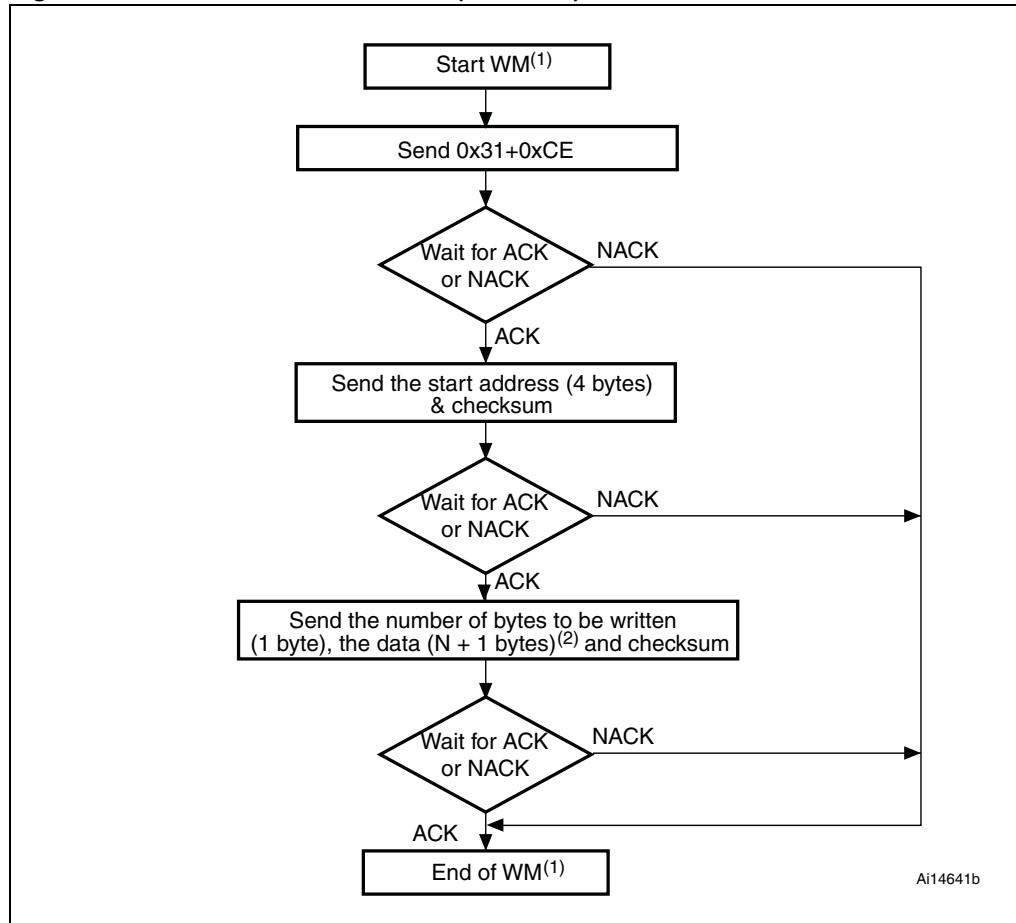 Start WM(1)
Send 0x31+0xCE
Wait for ACK
or NACK
NACK
ACK
Send the start address (4 bytes)
& checksum
Wait for ACK
or NACK
NACK
ACK
Send the number of bytes to be written
(1 byte), the data (N + 1 bytes)(2) and checksum
Wait for ACK
or NACK
NACK
ACK
End of WM(1)
Ai14641b